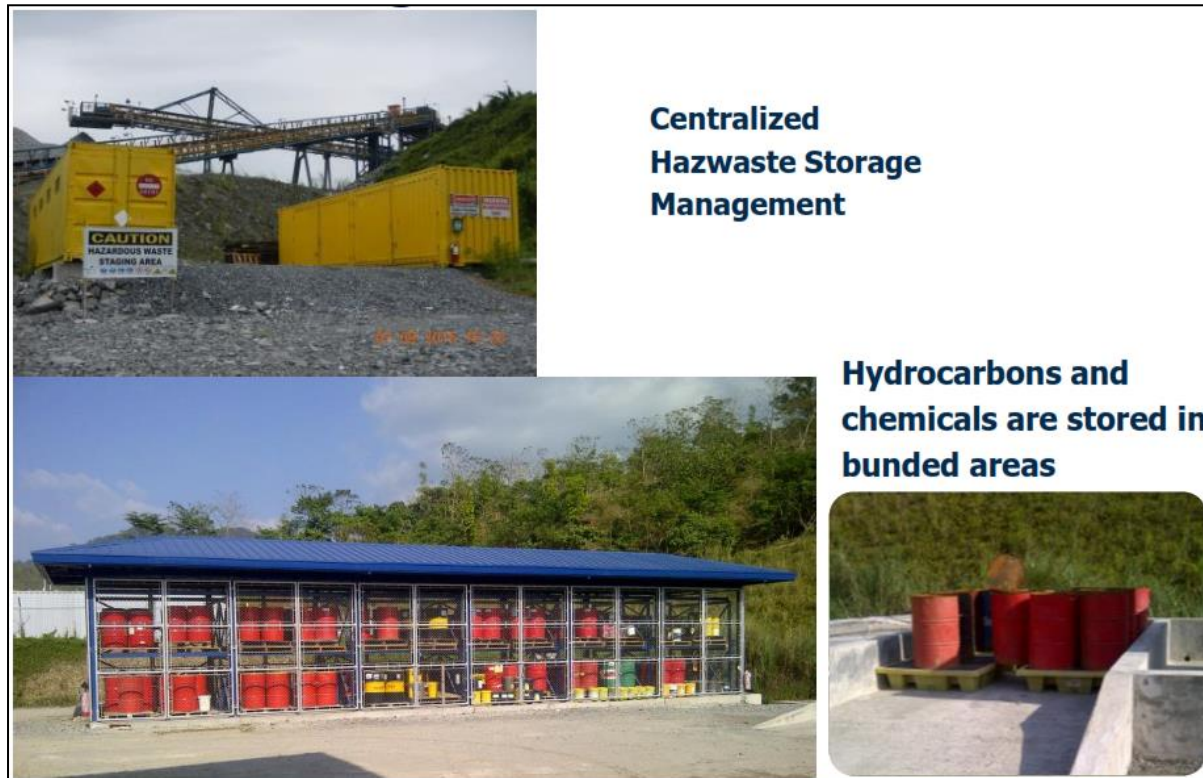 CAUTION
HAZARDOUS WASTE
STAGING AREA
Centralized
Hazwaste Storage
Management
Hydrocarbons and
chemicals are stored in
bunded areas